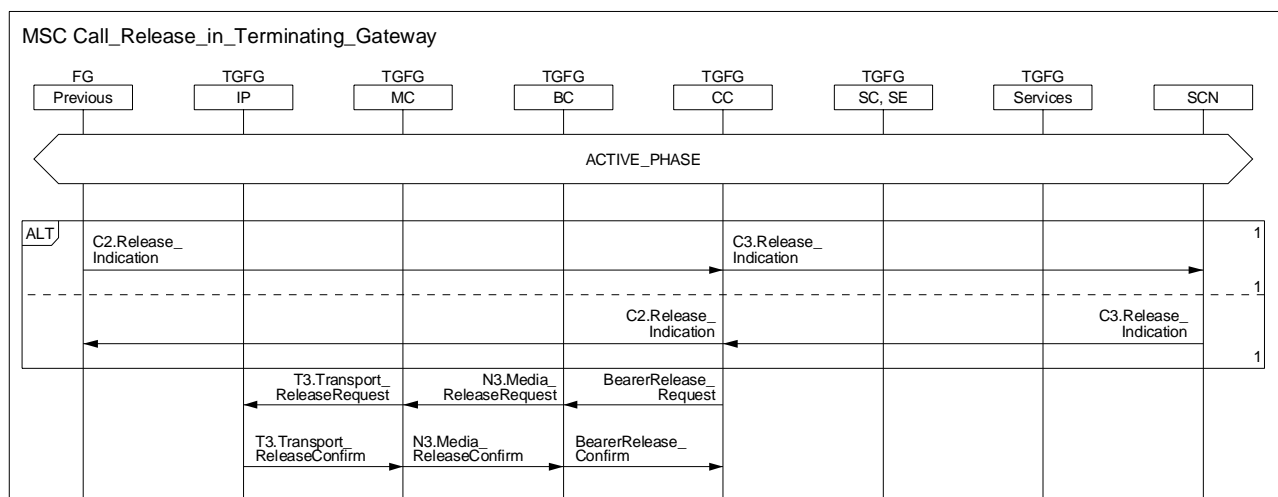 MSC Call_Release_in_Terminating_Gateway
FG TGFG TGFG TGFG TGFG TGFG TGFG
Previous IP MC BC CC SC, SE Services SCN
ACTIVE_PHASE
ALT
1
C2.Release_
Indication
C3.Release_
Indication
1
C2.Release_
Indication
C3.Release_
Indication
1
1
T3.Transport_
ReleaseRequest
N3.Media_
ReleaseRequest
BearerRelease_
Request
T3.Transport_
ReleaseConfirm
N3.Media_
ReleaseConfirm
BearerRelease_
Confirm